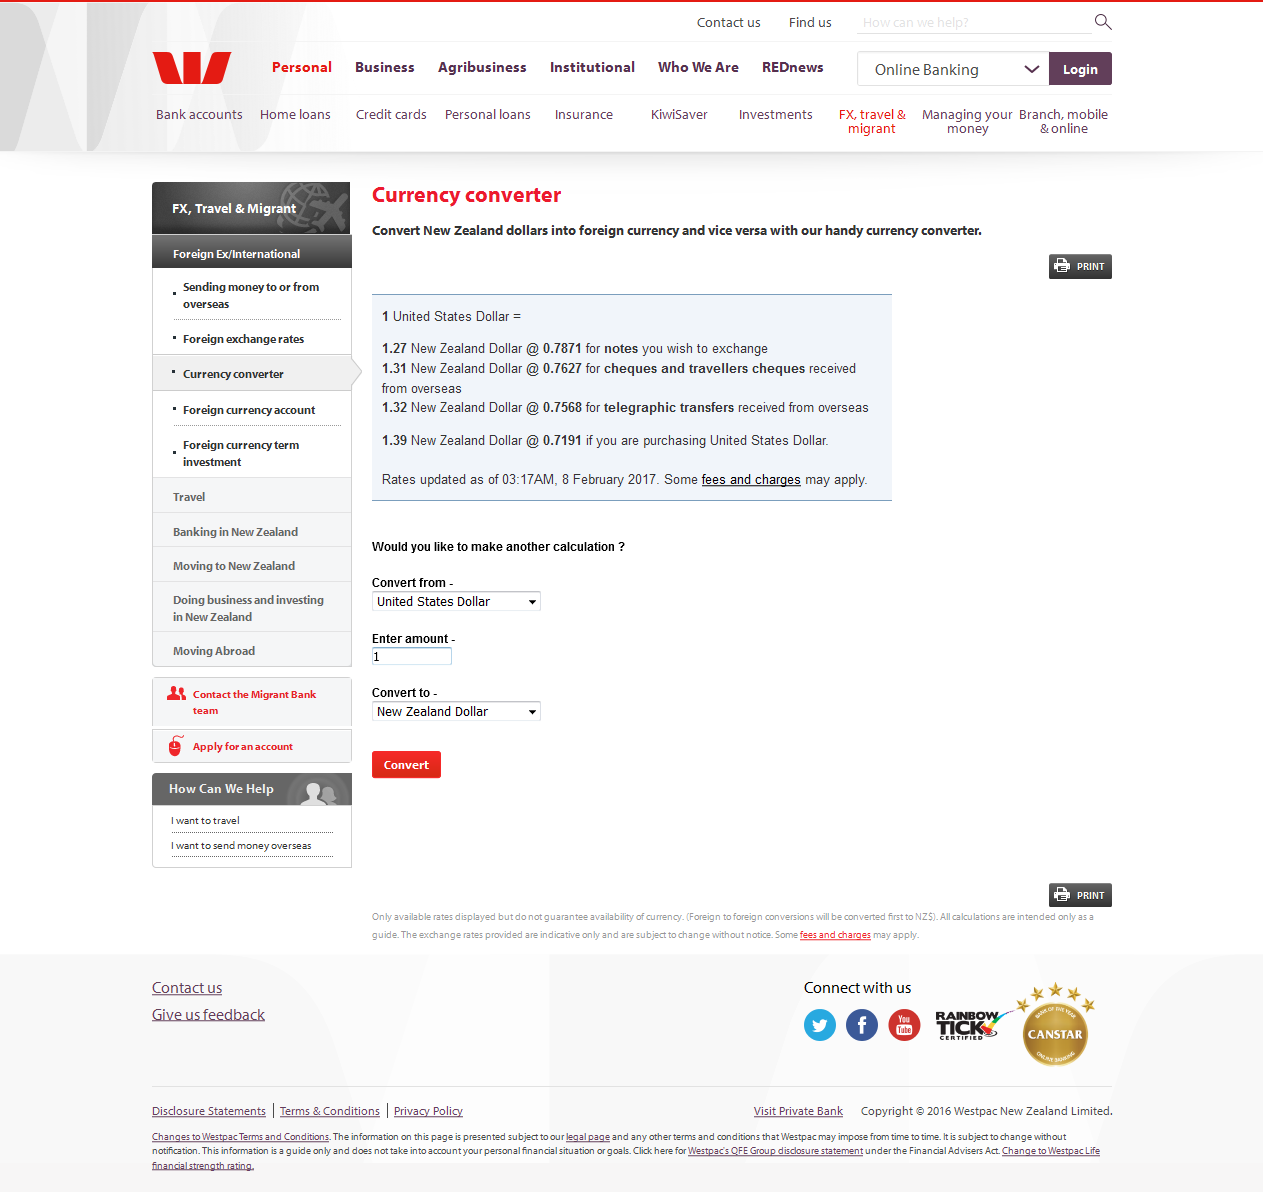 Contact us
Find us
How can we help?
Personal
Business
Agribusiness
Institutional
Who We Are
REDnews
Online Banking
Login
Bank accounts
Home loans
Credit cards
Personal loans
Insurance
KiwiSaver
Investments
FX, travel &
migrant
Managing your
money
Branch, mobile
& online
FX, Travel & Migrant
Foreign Ex/International
Sending money to or from
overseas
Foreign exchange rates
Currency converter
Foreign currency account
Foreign currency term
investment
Travel
Banking in New Zealand
Moving to New Zealand
Doing business and investing
in New Zealand
Moving Abroad
Contact the Migrant Bank
team
Apply for an account
How Can We Help
I want to travel
I want to send money overseas
Currency converter
Convert New Zealand dollars into foreign currency and vice versa with our handy currency converter.
PRINT
1 United States Dollar =
1.27 New Zealand Dollar @ 0.7871 for notes you wish to exchange
1.31 New Zealand Dollar @ 0.7627 for cheques and travellers cheques received
from overseas
1.32 New Zealand Dollar @ 0.7568 for telegraphic transfers received from overseas
1.39 New Zealand Dollar @ 0.7191 if you are purchasing United States Dollar.
Rates updated as of 03:17AM, 8 February 2017. Some fees and charges may apply.
Would you like to make another calculation ?
Convert from -
United States Dollar
Enter amount -
1
Convert to -
New Zealand Dollar
Convert
PRINT
Only available rates displayed but do not guarantee availability of currency. (Foreign to foreign conversions will be converted first to NZ$). All calculations are intended only as a
guide. The exchange rates provided are indicative only and are subject to change without notice. Some fees and charges may apply.
Contact us
Give us feedback
Connect with us
You
Tube
RAINBOW
TICK
CERTIFIED
BANK OF THE YEAR
CANSTAR
ONLINE BANKING
Disclosure Statements
Terms & Conditions
Privacy Policy
Visit Private Bank
Copyright © 2016 Westpac New Zealand Limited.
Changes to Westpac Terms and Conditions. The information on this page is presented subject to our legal page and any other terms and conditions that Westpac may impose from time to time. It is subject to change without
notification. This information is a guide only and does not take into account your personal financial situation or goals. Click here for Westpac's QFE Group disclosure statement under the Financial Advisers Act. Change to Westpac Life
financial strength rating.